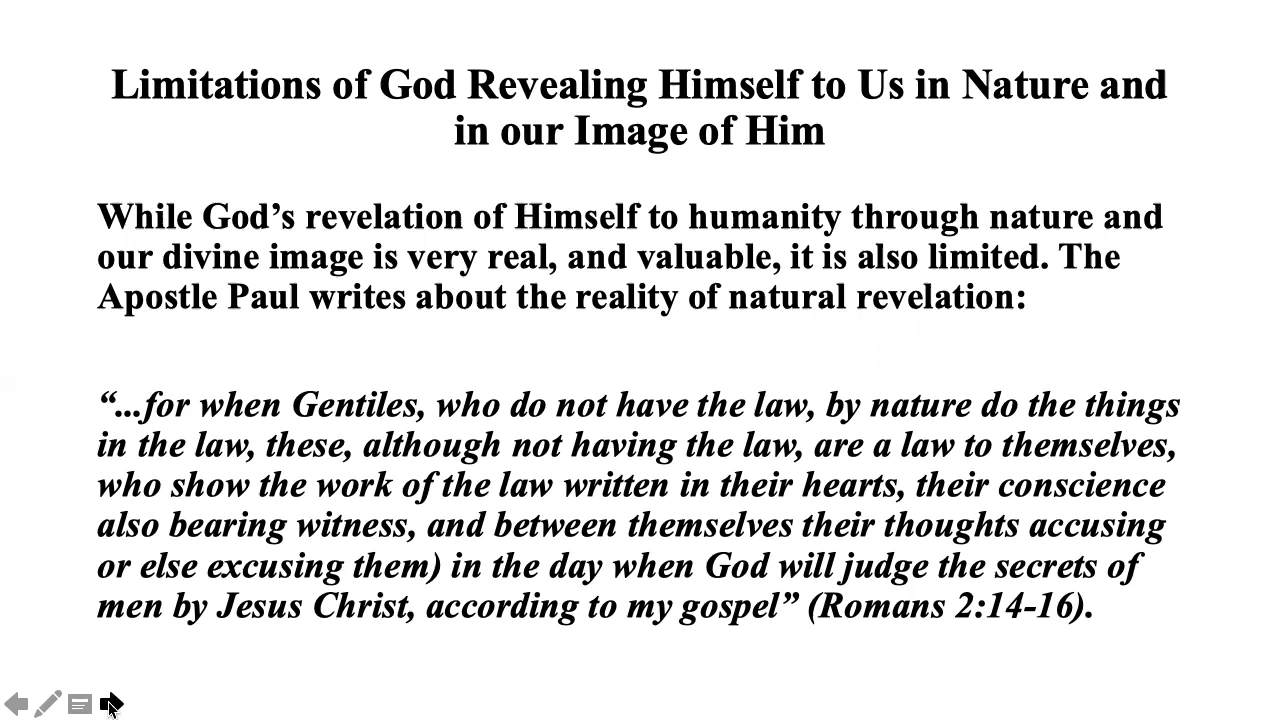 Limitations of God Revealing Himself to Us in Nature and
in our Image of Him
While God’s revelation of Himself to humanity through nature and
our divine image is very real, and valuable, it is also limited. The
Apostle Paul writes about the reality of natural revelation:
“...for when Gentiles, who do not have the law, by nature do the things
in the law, these, although not having the law, are a law to themselves,
who show the work of the law written in their hearts, their conscience
also bearing witness, and between themselves their thoughts accusing
or else excusing them) in the day when God will judge the secrets of
men by Jesus Christ, according to my gospel” (Romans 2:14-16).